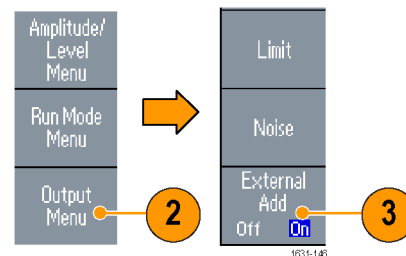 Amplitude/
Level
Menu
Run Mode
Menu
Output
Menu
2
Limit
Noise
External
Add
Off On
3
1631-146